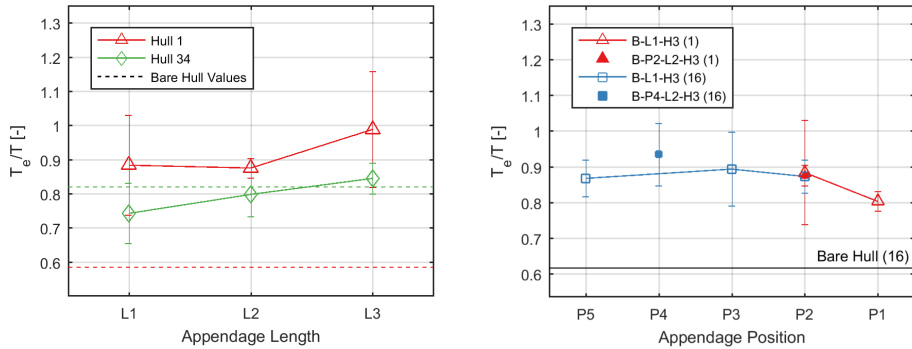 1.3
1.2
1.1
1
0.9
0.8
0.7
0.6
T_e/T [-]
Hull 1
Hull 34
Bare Hull Values
L1 L2 L3
Appendage Length
1.3
1.2
1.1
1
0.9
0.8
0.7
0.6
T_e/T [-]
B-L1-H3 (1)
B-P2-L2-H3 (1)
B-L1-H3 (16)
B-P4-L2-H3 (16)
Bare Hull (16)
P5 P4 P3 P2 P1
Appendage Position